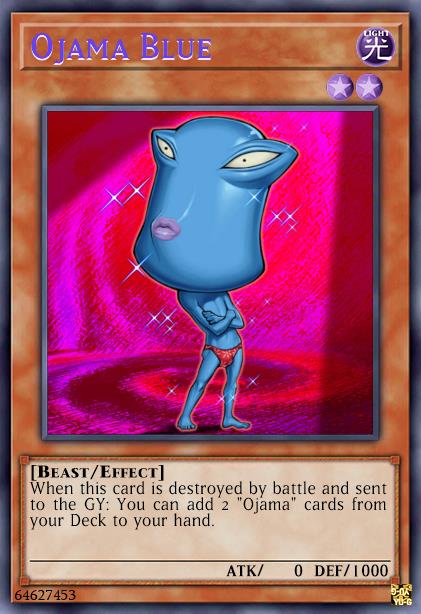 Ojama Blue
LIGHT
光
[Beast/Effect]
When this card is destroyed by battle and sent
to the GY: You can add 2 "Ojama" cards from
your Deck to your hand.
ATK/ 0 DEF/1000
64627453